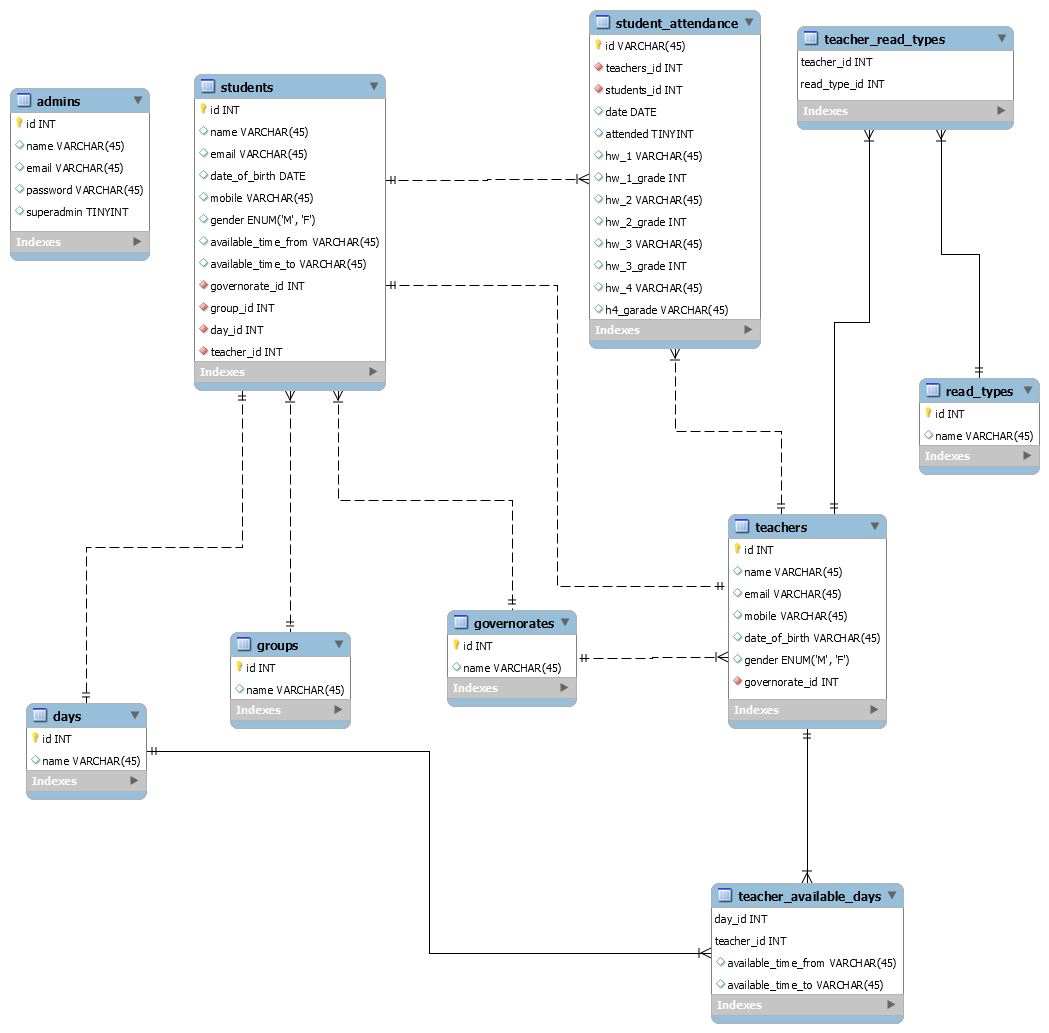 admins
id INT
name VARCHAR(45)
email VARCHAR(45)
password VARCHAR(45)
superadmin TINYINT
Indexes
students
id INT
name VARCHAR(45)
email VARCHAR(45)
date_of_birth DATE
mobile VARCHAR(45)
gender ENUM('M', 'F')
available_time_from VARCHAR(45)
available_time_to VARCHAR(45)
governorate_id INT
group_id INT
day_id INT
teacher_id INT
Indexes
student_attendance
id VARCHAR(45)
teachers_id INT
students_id INT
date DATE
attended TINYINT
hw_1 VARCHAR(45)
hw_1_grade INT
hw_2 VARCHAR(45)
hw_2_grade INT
hw_3 VARCHAR(45)
hw_3_grade INT
hw_4 VARCHAR(45)
h4_garade VARCHAR(45)
Indexes
teacher_read_types
teacher_id INT
read_type_id INT
Indexes
read_types
id INT
name VARCHAR(45)
Indexes
teachers
id INT
name VARCHAR(45)
email VARCHAR(45)
mobile VARCHAR(45)
date_of_birth VARCHAR(45)
gender ENUM('M', 'F')
governorate_id INT
Indexes
governorates
id INT
name VARCHAR(45)
Indexes
groups
id INT
name VARCHAR(45)
Indexes
days
id INT
name VARCHAR(45)
Indexes
teacher_available_days
day_id INT
teacher_id INT
available_time_from VARCHAR(45)
available_time_to VARCHAR(45)
Indexes